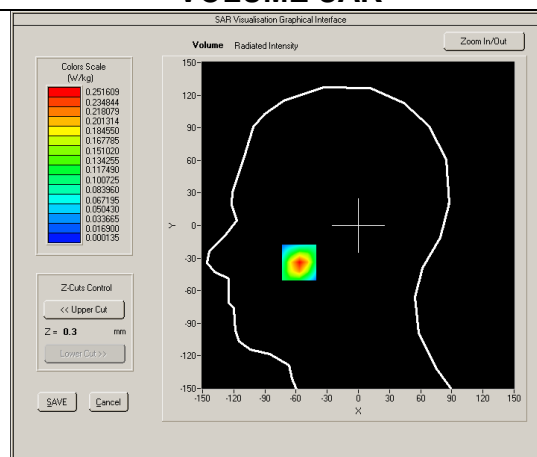 VOLUME SAR
SAR Visualisation Graphical Interface
Volume Radiated Intensity
Zoom In/Out
Colors Scale
(W/kg)
0.251609
0.234844
0.218079
0.201314
0.184550
0.167785
0.151020
0.134255
0.117490
0.100725
0.083960
0.067195
0.050430
0.033665
0.016900
0.000135
Z-Cuts Control
<< Upper Cut
Z = 0.3 mm
Lower Cut >>
SAVE Cancel
150
120
90
60
30
0
-30
-60
-90
-120
-150
Y
-150 -120 -90 -60 -30 0 30 60 90 120 150
X